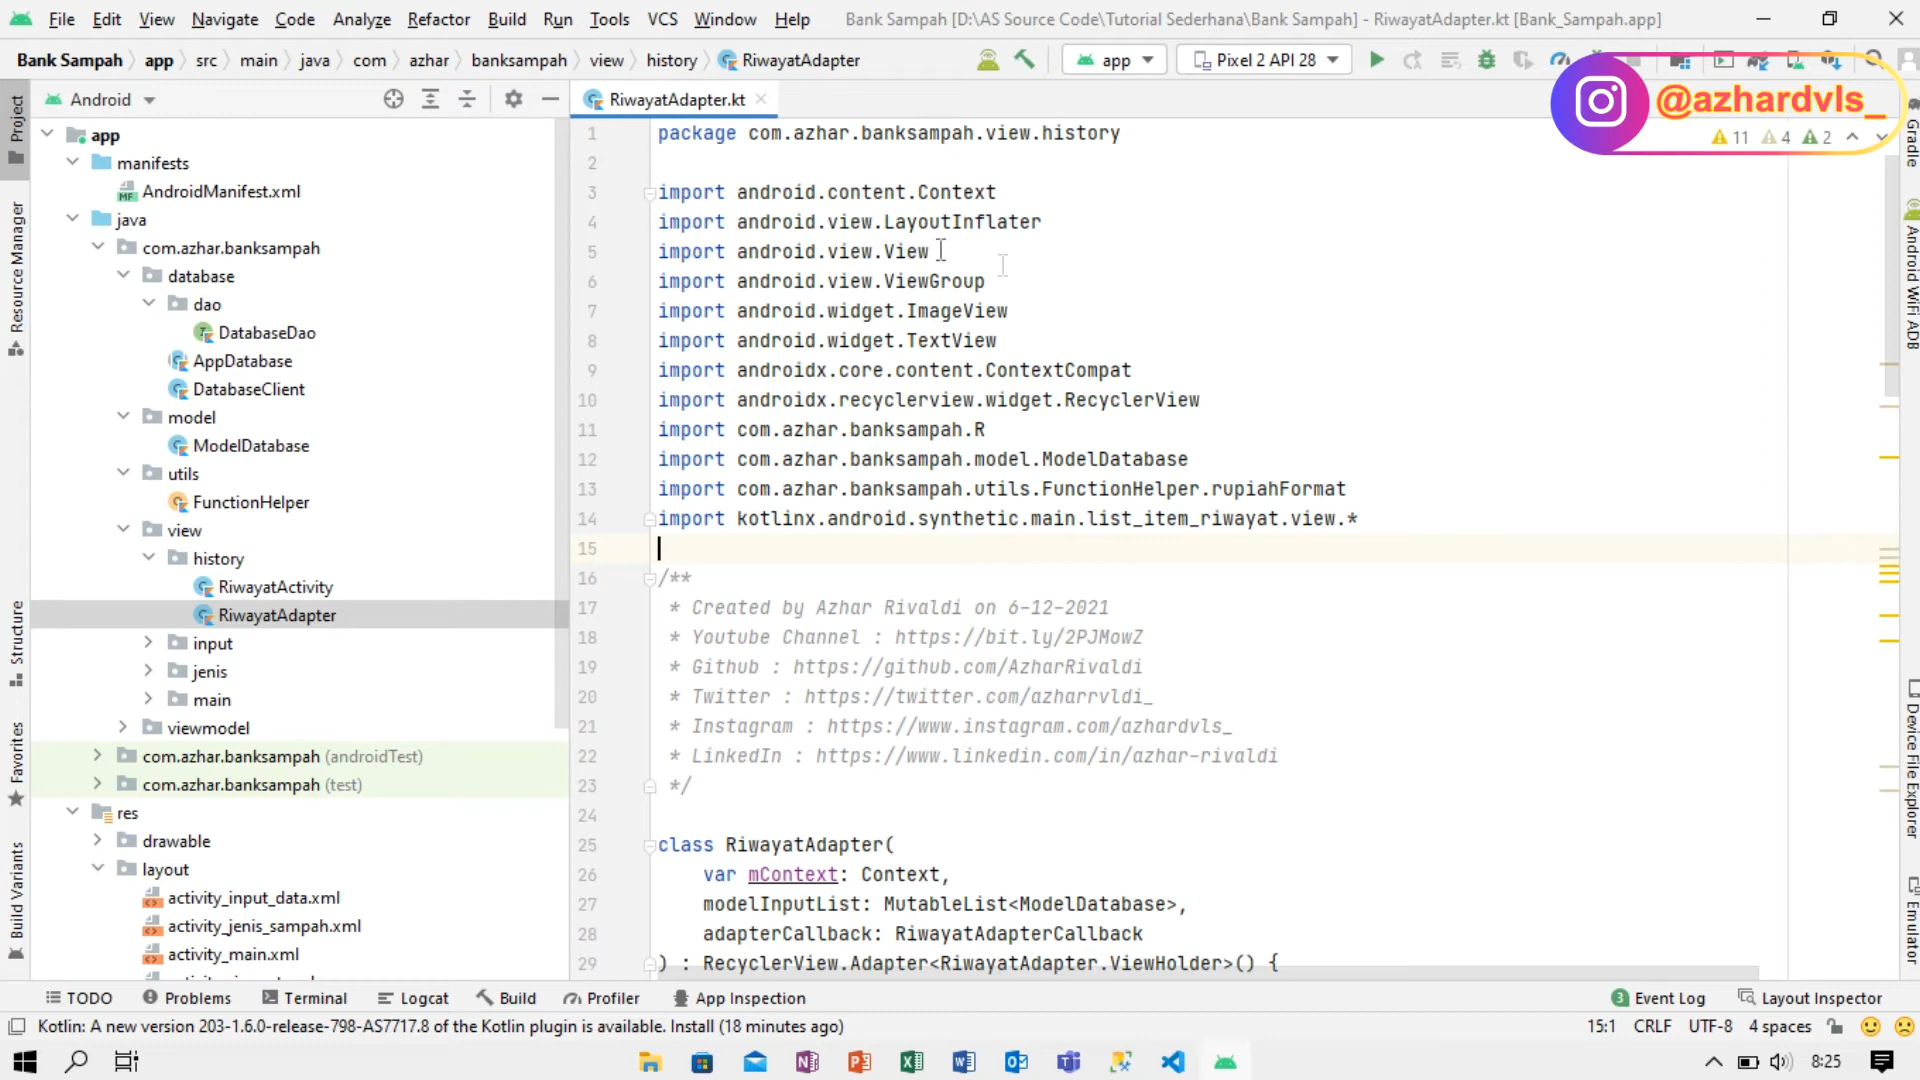 File Edit View Navigate Code Analyze Refactor Build Run Tools VCS Window Help Bank Sampah [D:\AS Source Code\Tutorial Sederhana\Bank Sampah] - RiwayatAdapter.kt [Bank_Sampah.app]
Bank Sampah app src main java com azhar banksampah view history RiwayatAdapter app Pixel 2 API 28
@azhardvls_
Android
RiwayatAdapter.kt
11 4 2
Project
Resource Manager
Structure
Favorites
Build Variants
app
manifests
AndroidManifest.xml
java
com.azhar.banksampah
database
dao
DatabaseDao
AppDatabase
DatabaseClient
model
ModelDatabase
utils
FunctionHelper
view
history
RiwayatActivity
RiwayatAdapter
input
jenis
main
viewmodel
com.azhar.banksampah (androidTest)
com.azhar.banksampah (test)
res
drawable
layout
activity_input_data.xml
activity_jenis_sampah.xml
activity_main.xml
1 package com.azhar.banksampah.view.history
2
3 import android.content.Context
4 import android.view.LayoutInflater
5 import android.view.View
6 import android.view.ViewGroup
7 import android.widget.ImageView
8 import android.widget.TextView
9 import androidx.core.content.ContextCompat
10 import androidx.recyclerview.widget.RecyclerView
11 import com.azhar.banksampah.R
12 import com.azhar.banksampah.model.ModelDatabase
13 import com.azhar.banksampah.utils.FunctionHelper.rupiahFormat
14 import kotlinx.android.synthetic.main.list_item_riwayat.view.*
15
16 /**
17 * Created by Azhar Rivaldi on 6-12-2021
18 * Youtube Channel : https://bit.ly/2PJMowZ
19 * Github : https://github.com/AzharRivaldi
20 * Twitter : https://twitter.com/azharrvldi_
21 * Instagram : https://www.instagram.com/azhardvls_
22 * LinkedIn : https://www.linkedin.com/in/azhar-rivaldi
23 */
24
25 class RiwayatAdapter(
26 var mContext: Context,
27 modelInputList: MutableList<ModelDatabase>,
28 adapterCallback: RiwayatAdapterCallback
29 ) : RecyclerView.Adapter<RiwayatAdapter.ViewHolder>() {
Gradle
Android WiFi ADB
Device File Explorer
Emulator
TODO Problems Terminal Logcat Build Profiler App Inspection 3 Event Log Layout Inspector
Kotlin: A new version 203-1.6.0-release-798-AS7717.8 of the Kotlin plugin is available. Install (18 minutes ago) 15:1 CRLF UTF-8 4 spaces
8:25